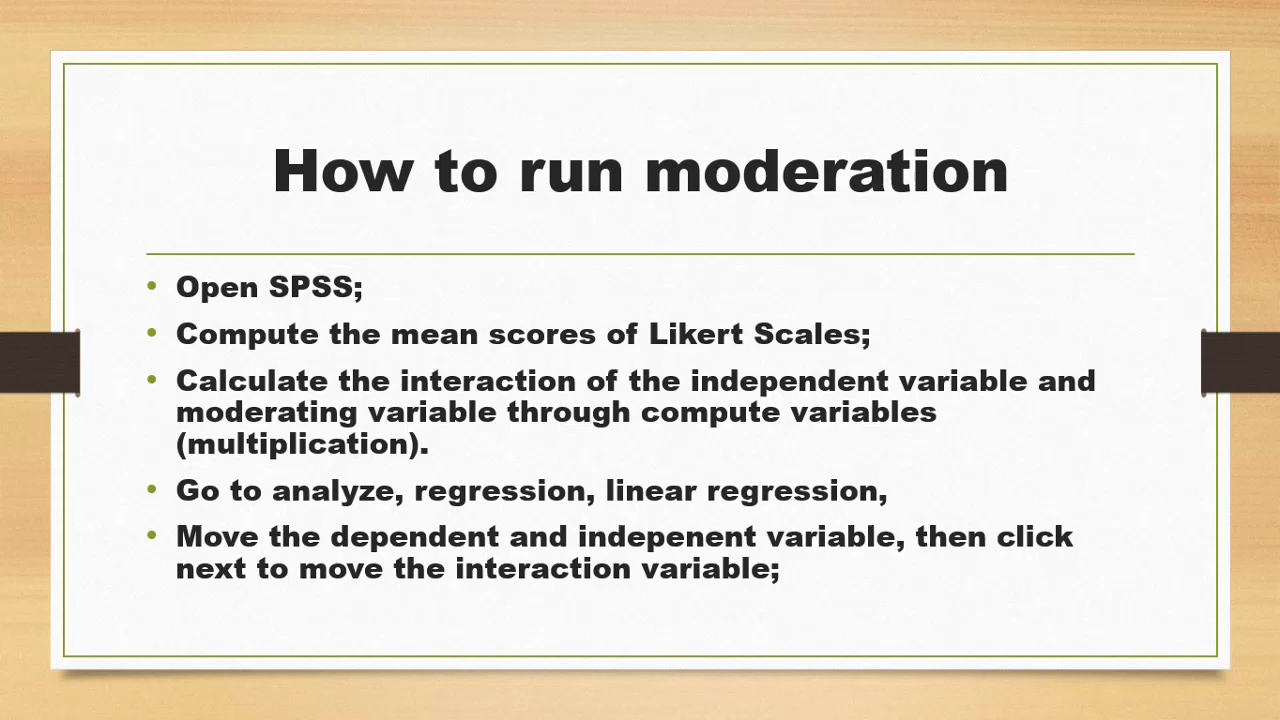 How to run moderation
• Open SPSS;
• Compute the mean scores of Likert Scales;
• Calculate the interaction of the independent variable and
moderating variable through compute variables
(multiplication).
• Go to analyze, regression, linear regression,
• Move the dependent and indepenent variable, then click
next to move the interaction variable;